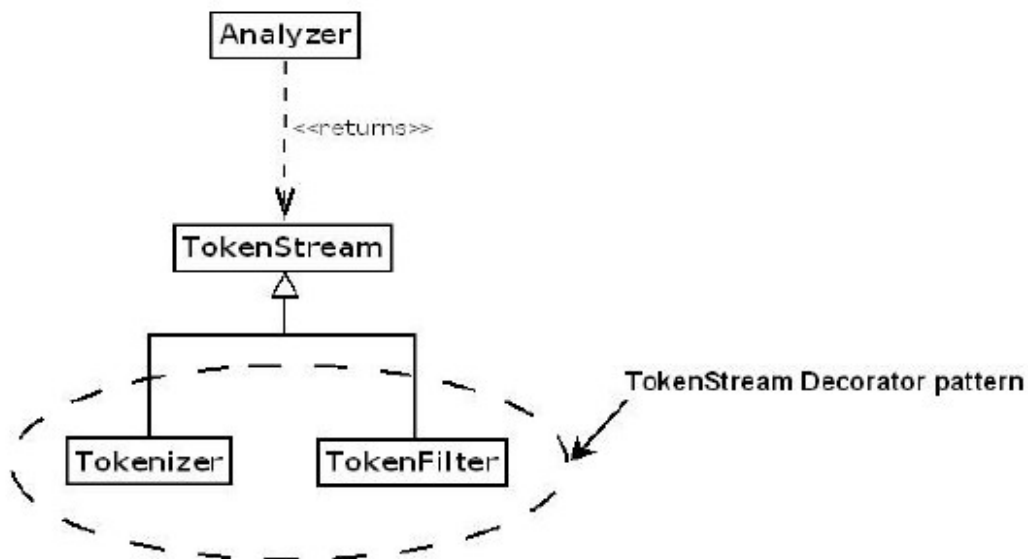 Analyzer
<<returns>>
TokenStream
TokenStream Decorator pattern
Tokenizer
TokenFilter